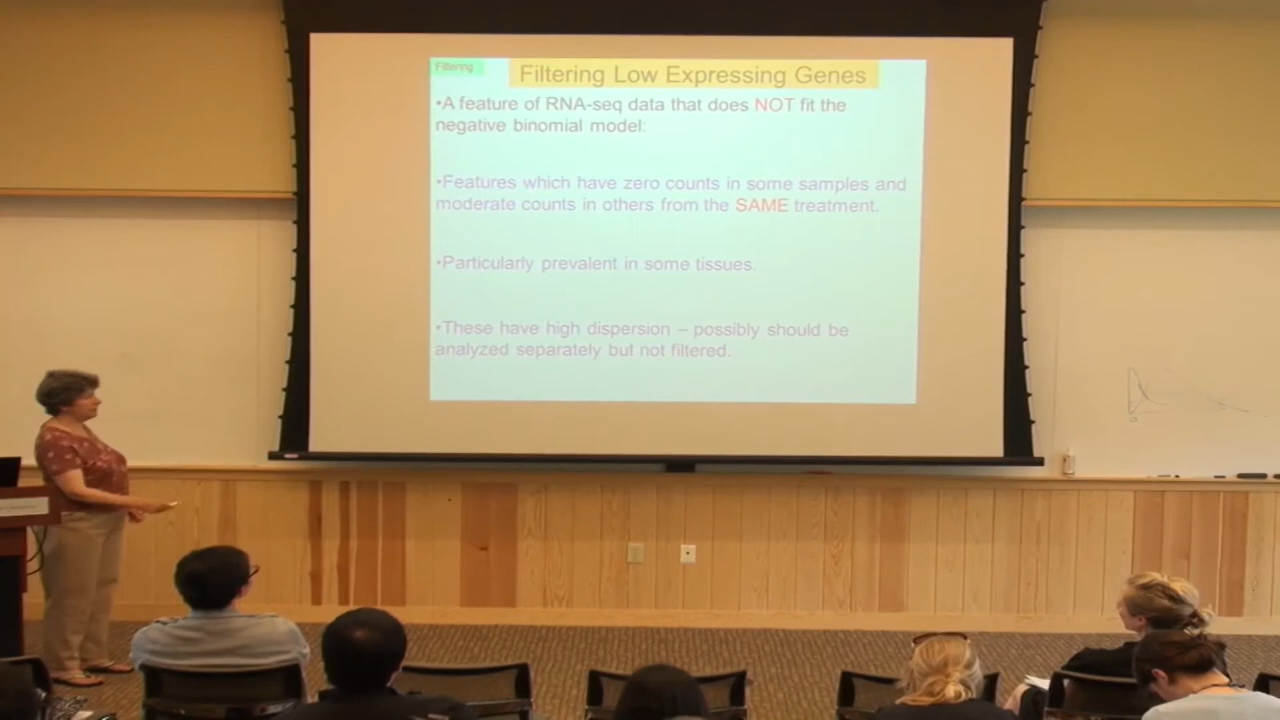 Filtering
Filtering Low Expressing Genes
•A feature of RNA-seq data that does NOT fit the
negative binomial model:
•Features which have zero counts in some samples and
moderate counts in others from the SAME treatment.
•Particularly prevalent in some tissues.
•These have high dispersion – possibly should be
analyzed separately but not filtered.